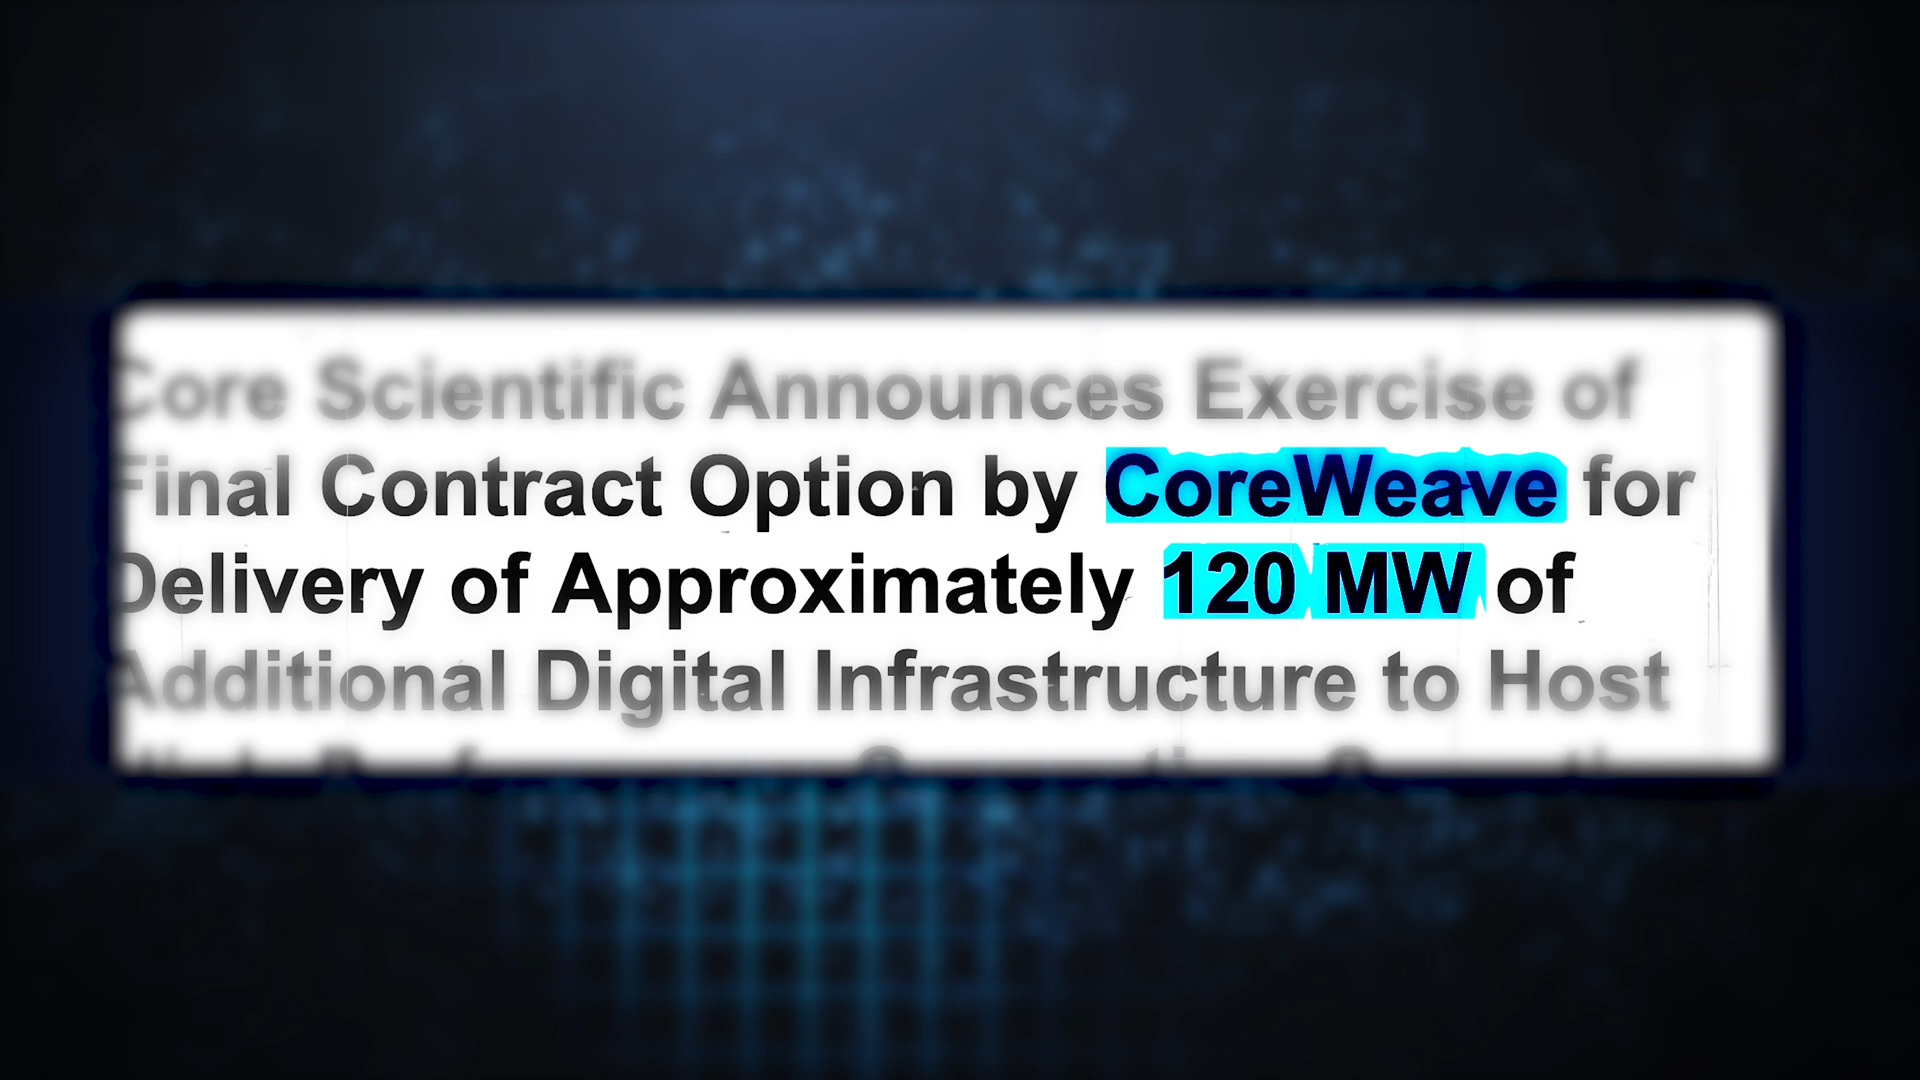 Core Scientific Announces Exercise of
Final Contract Option by CoreWeave for
Delivery of Approximately 120 MW of
Additional Digital Infrastructure to Host